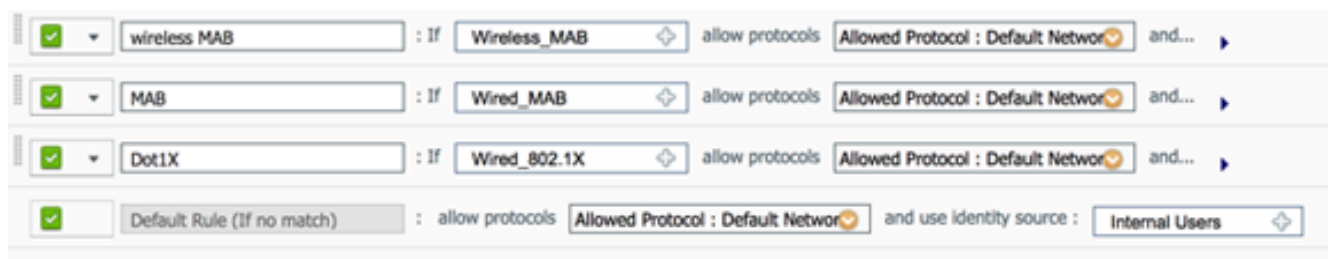 wireless MAB : If Wireless_MAB allow protocols Allowed Protocol : Default Networ and...
MAB : If Wired_MAB allow protocols Allowed Protocol : Default Networ and...
Dot1X : If Wired_802.1X allow protocols Allowed Protocol : Default Networ and...
Default Rule (If no match) : allow protocols Allowed Protocol : Default Networ and use identity source : Internal Users